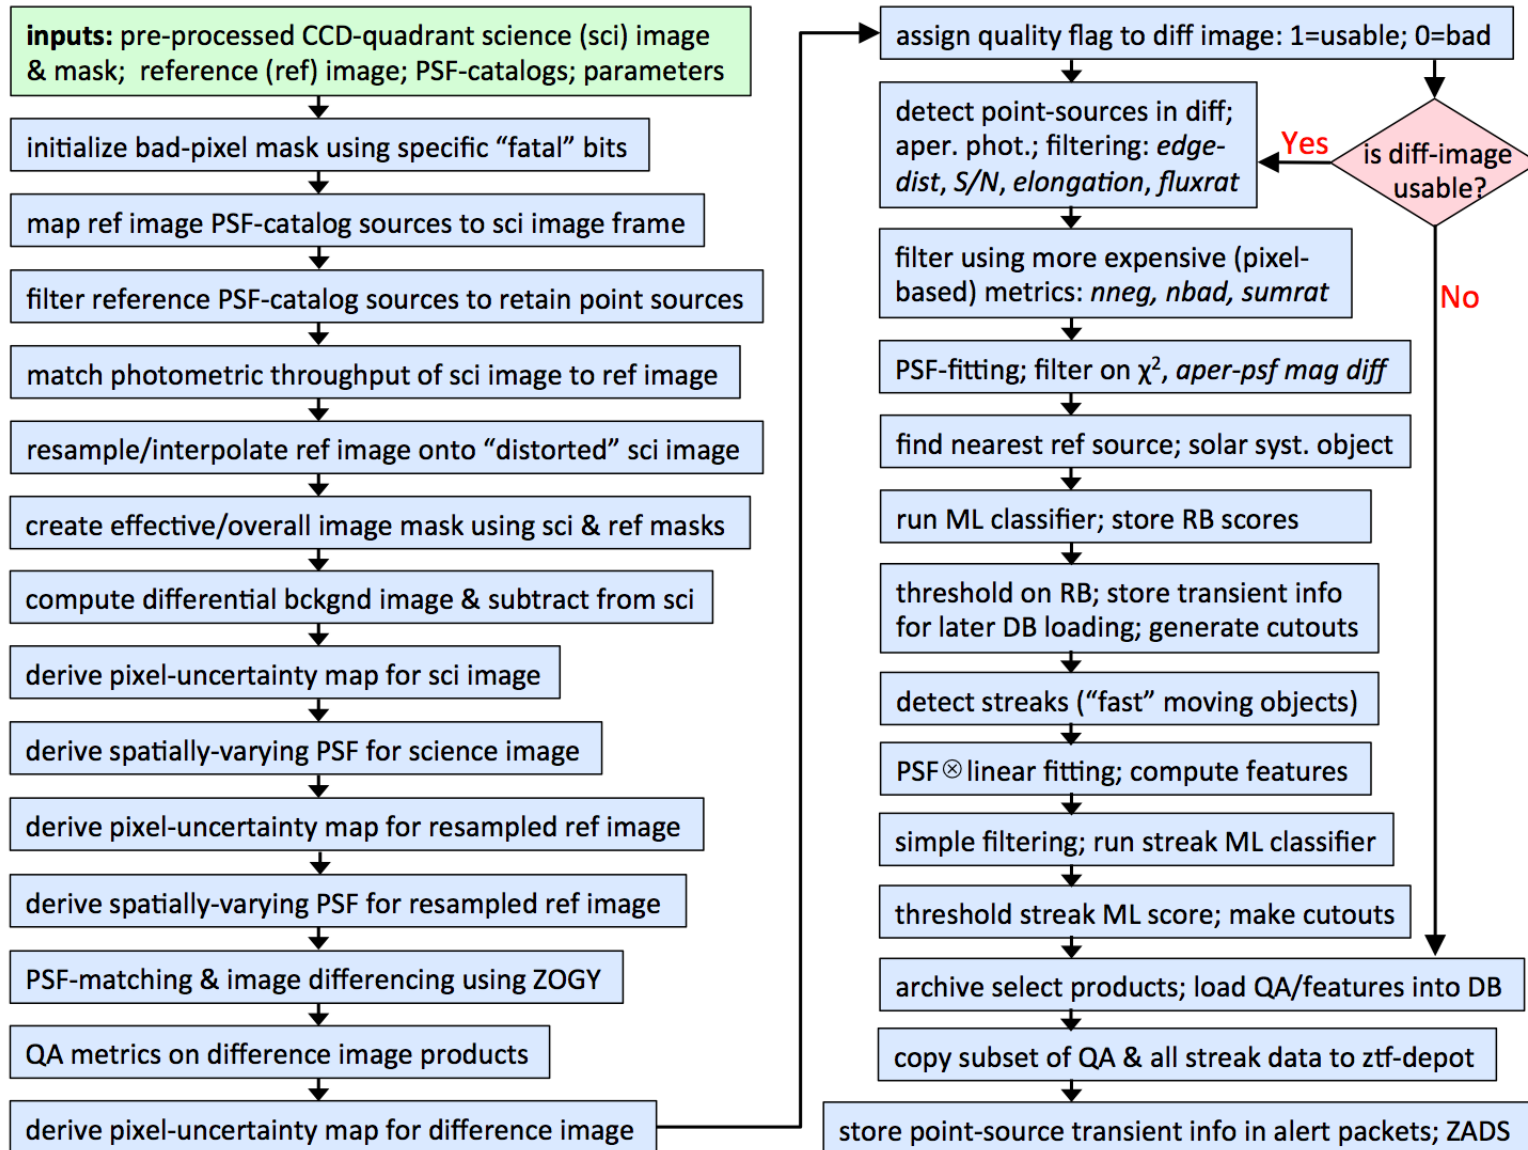 inputs: pre-processed CCD-quadrant science (sci) image
& mask; reference (ref) image; PSF-catalogs; parameters
initialize bad-pixel mask using specific “fatal” bits
map ref image PSF-catalog sources to sci image frame
filter reference PSF-catalog sources to retain point sources
match photometric throughput of sci image to ref image
resample/interpolate ref image onto “distorted” sci image
create effective/overall image mask using sci & ref masks
compute differential bckgnd image & subtract from sci
derive pixel-uncertainty map for sci image
derive spatially-varying PSF for science image
derive pixel-uncertainty map for resampled ref image
derive spatially-varying PSF for resampled ref image
PSF-matching & image differencing using ZOGY
QA metrics on difference image products
derive pixel-uncertainty map for difference image
assign quality flag to diff image: 1=usable; 0=bad
detect point-sources in diff;
aper. phot.; filtering: edge-
dist, S/N, elongation, fluxrat
Yes
is diff-image
usable?
No
filter using more expensive (pixel-
based) metrics: nneg, nbad, sumrat
PSF-fitting; filter on χ², aper-psf mag diff
find nearest ref source; solar syst. object
run ML classifier; store RB scores
threshold on RB; store transient info
for later DB loading; generate cutouts
detect streaks (“fast” moving objects)
PSF⊗linear fitting; compute features
simple filtering; run streak ML classifier
threshold streak ML score; make cutouts
archive select products; load QA/features into DB
copy subset of QA & all streak data to ztf-depot
store point-source transient info in alert packets; ZADS